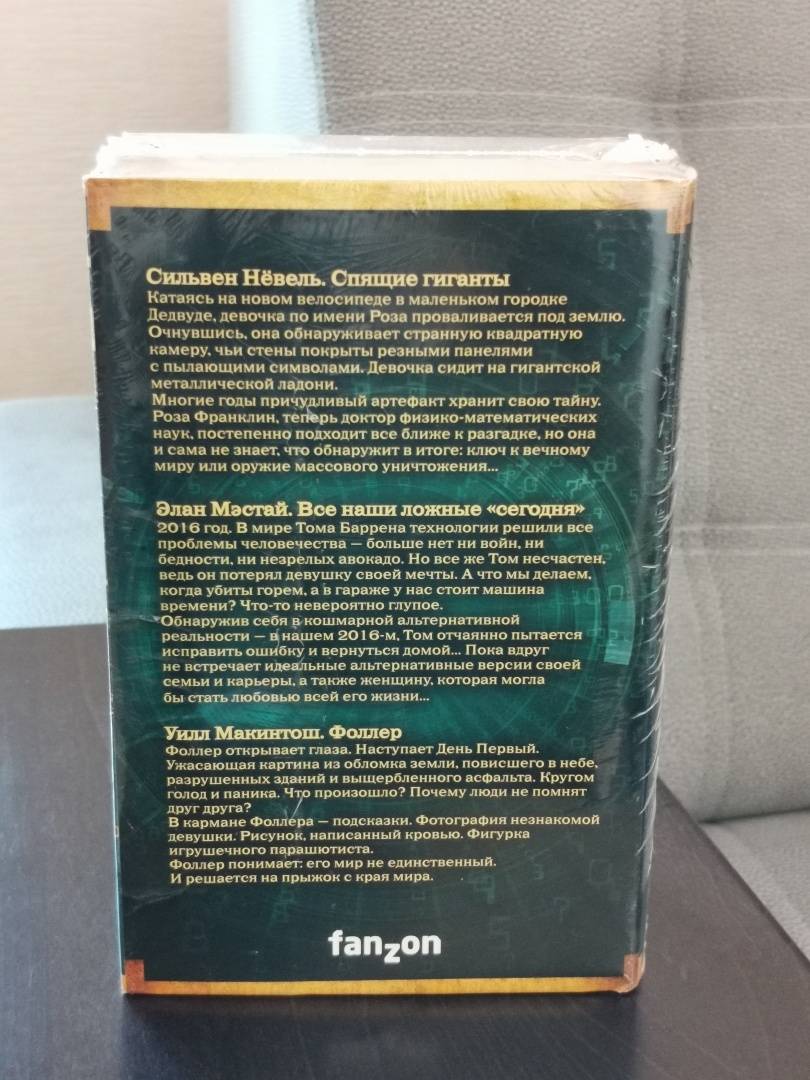 Сильвен Нёвель. Спящие гиганты
Катаясь на новом велосипеде в маленьком городке
Дедвуде, девочка по имени Роза проваливается под землю.
Очнувшись, она обнаруживает странную квадратную
камеру, чьи стены покрыты резными панелями
с пылающими символами. Девочка сидит на гигантской
металлической ладони.
Многие годы причудливый артефакт хранит свою тайну.
Роза Франклин, теперь доктор физико-математических
наук, постепенно подходит все ближе к разгадке, но она
и сама не знает, что обнаружит в итоге: ключ к вечному
миру или оружие массового уничтожения...
Элан Мэстай. Все наши ложные «сегодня»
2016 год. В мире Тома Баррена технологии решили все
проблемы человечества — больше нет ни войн, ни
бедности, ни незрелых авокадо. Но все же Том несчастен,
ведь он потерял девушку своей мечты. А что мы делаем,
когда убиты горем, а в гараже у нас стоит машина
времени? Что-то невероятно глупое.
Обнаружив себя в кошмарной альтернативной
реальности — в нашем 2016-м, Том отчаянно пытается
исправить ошибку и вернуться домой... Пока вдруг
не встречает идеальные альтернативные версии своей
семьи и карьеры, а также женщину, которая могла
бы стать любовью всей его жизни...
Уилл Макинтош. Фоллер
Фоллер открывает глаза. Наступает День Первый.
Ужасающая картина из обломка земли, повисшего в небе,
разрушенных зданий и выщербленного асфальта. Кругом
голод и паника. Что произошло? Почему люди не помнят
друг друга?
В кармане Фоллера — подсказки. Фотография незнакомой
девушки. Рисунок, написанный кровью. Фигурка
игрушечного парашютиста.
Фоллер понимает: его мир не единственный.
И решается на прыжок с края мира.
fanzon